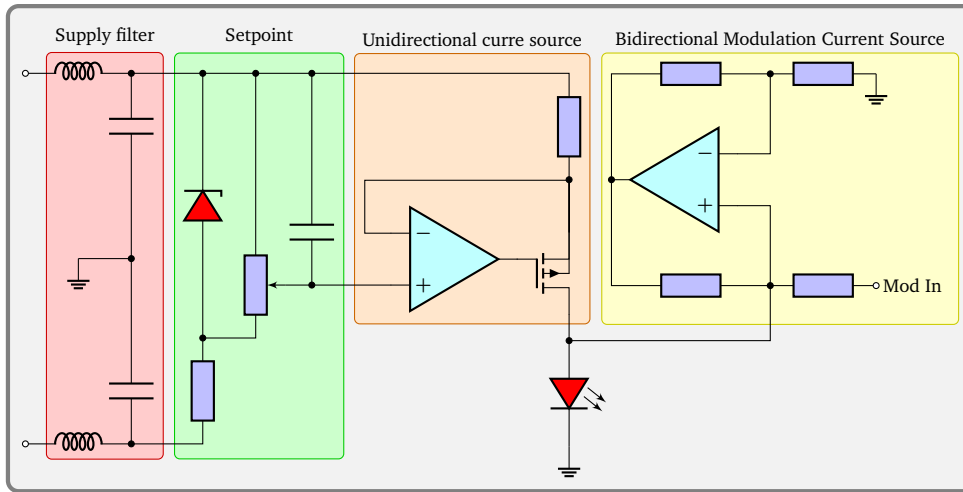 Supply filter
Setpoint
Unidirectional curre source
Bidirectional Modulation Current Source
−
+
−
+
Mod In